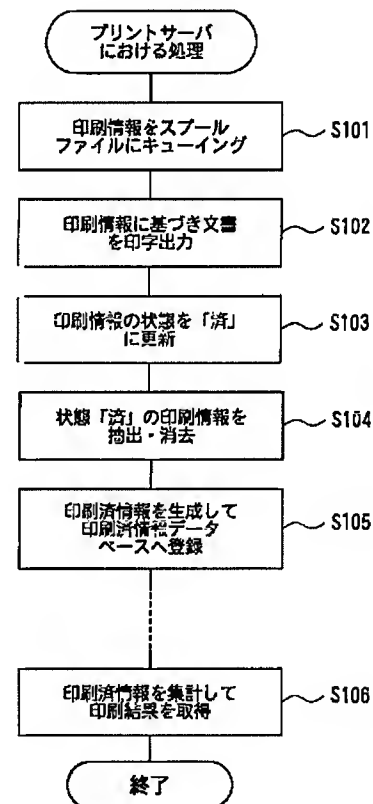 プリントサーバ
における処理
印刷情報をスプール
ファイルにキューイング
S101
印刷情報に基づき文書
を印字出力
S102
印刷情報の状態を「済」
に更新
S103
状態「済」の印刷情報を
抽出・消去
S104
印刷済情報を生成して
印刷済情報データ
ベースへ登録
S105
印刷済情報を集計して
印刷結果を取得
S106
終了